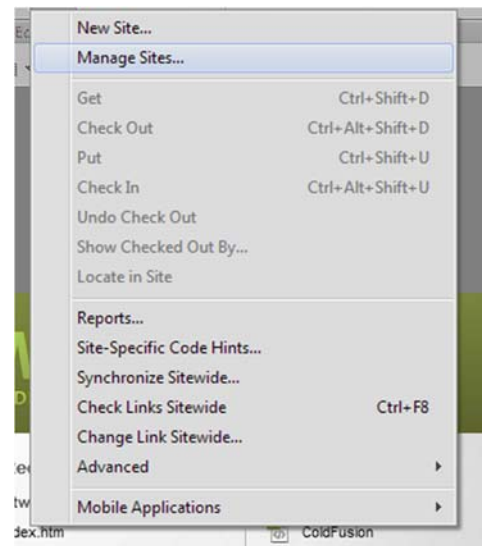 New Site...
Manage Sites...
Get Ctrl+Shift+D
Check Out Ctrl+Alt+Shift+D
Put Ctrl+Shift+U
Check In Ctrl+Alt+Shift+U
Undo Check Out
Show Checked Out By...
Locate in Site
Reports...
Site-Specific Code Hints...
Synchronize Sitewide...
Check Links Sitewide Ctrl+F8
Change Link Sitewide...
Advanced
Mobile Applications
dex.htm ColdFusion